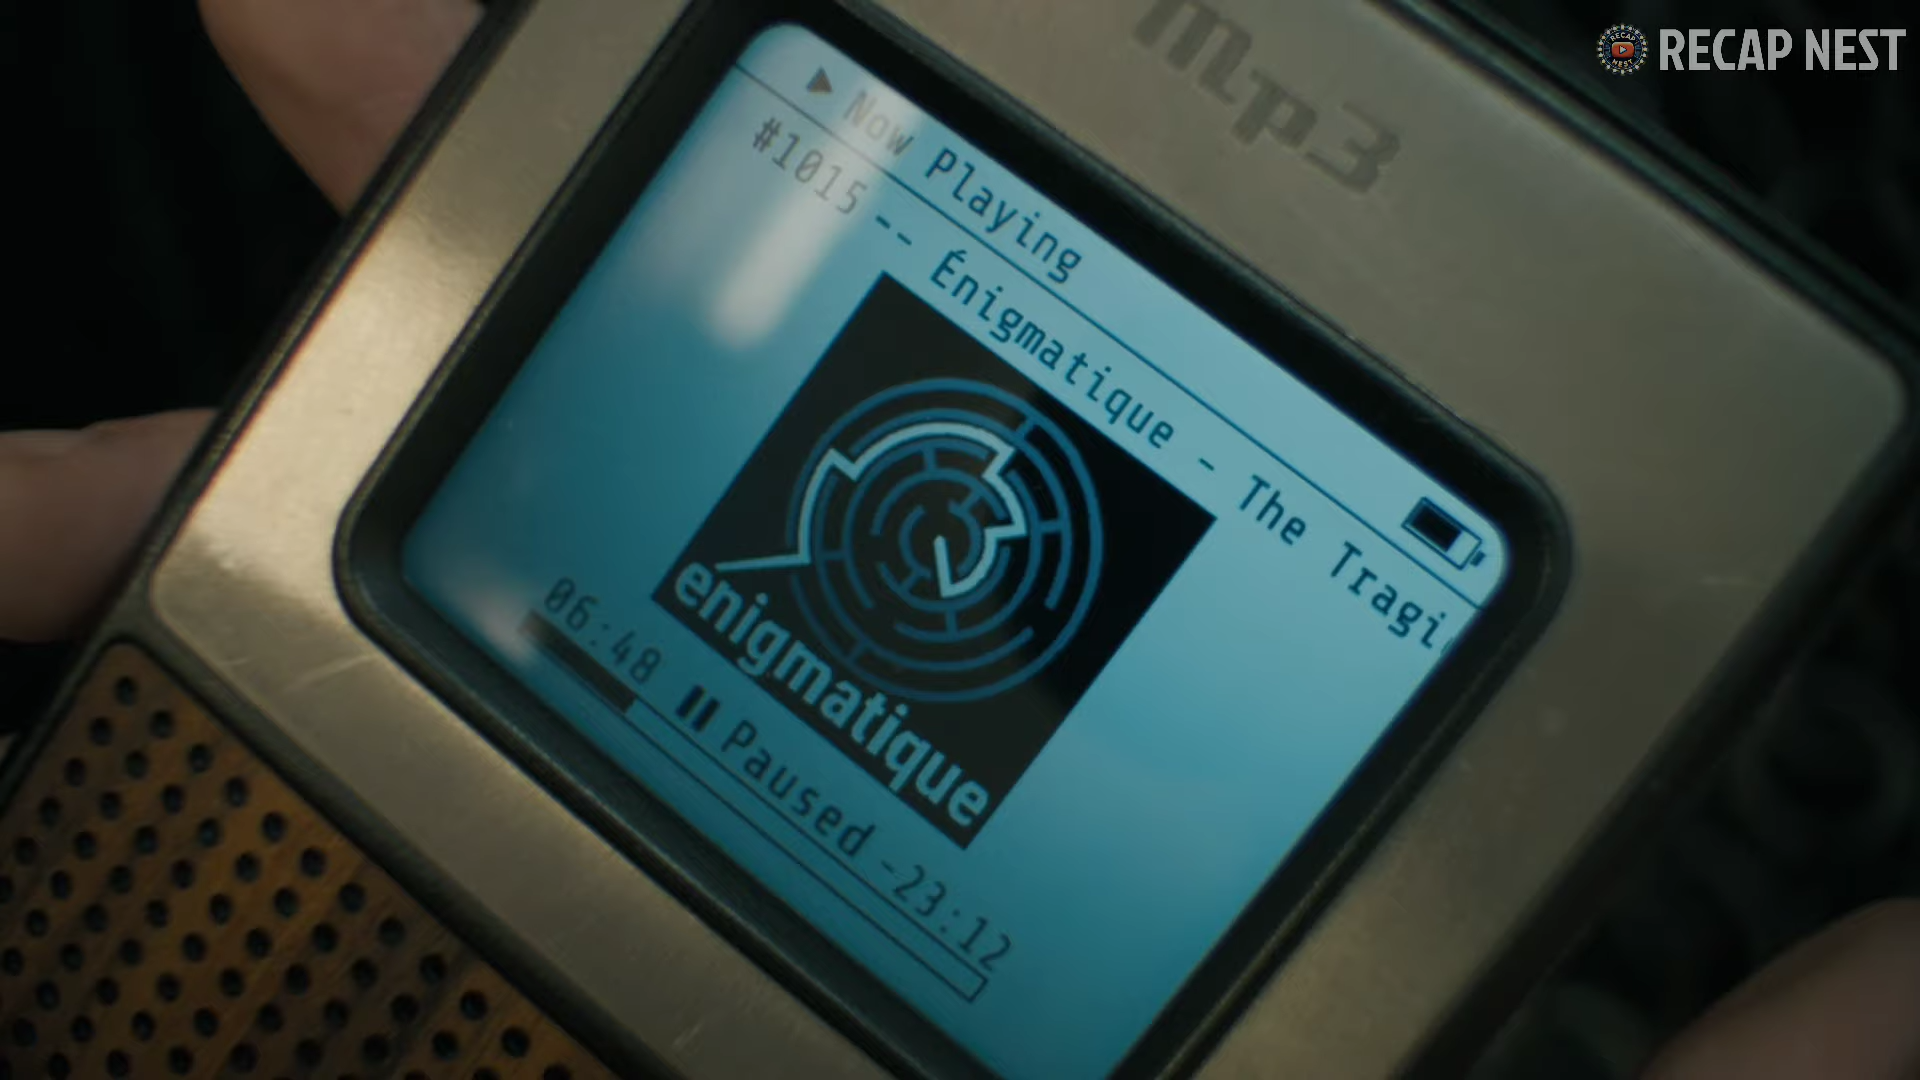 RECAP NEST
mp3
Now Playing
#1015 -- Énigmatique - The Tragi
enigmatique
06:48 Paused -23:12